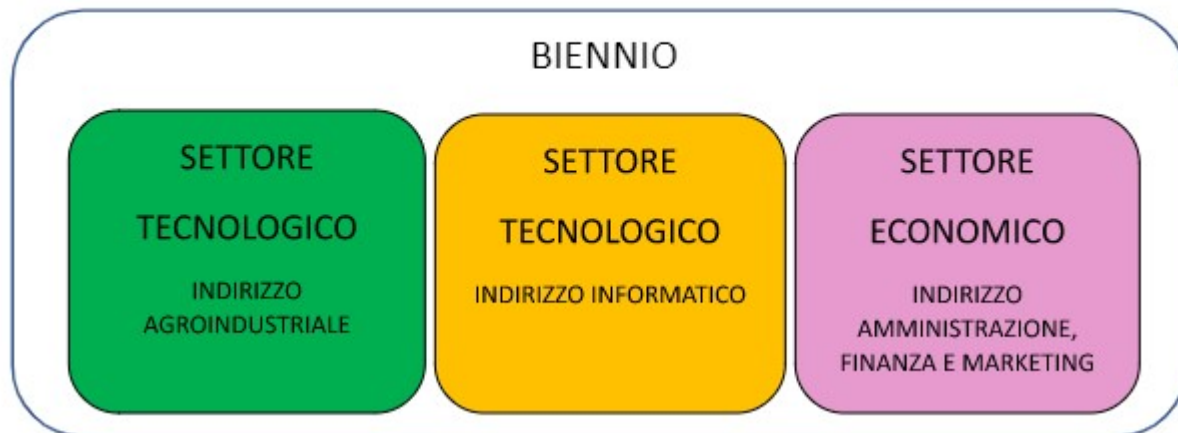 BIENNIO
SETTORE
TECNOLOGICO
INDIRIZZO
AGROINDUSTRIALE
SETTORE
TECNOLOGICO
INDIRIZZO INFORMATICO
SETTORE
ECONOMICO
INDIRIZZO
AMMINISTRAZIONE,
FINANZA E MARKETING